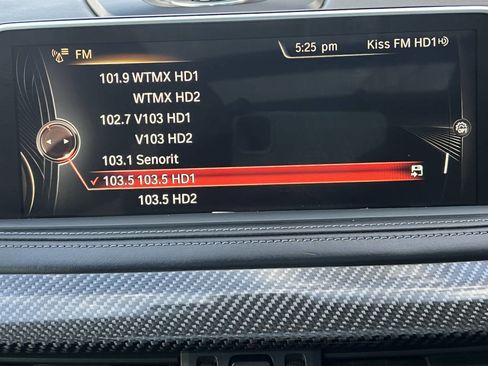 FM 5:25 pm Kiss FM HD1
101.9 WTMX HD1
WTMX HD2
102.7 V103 HD1
V103 HD2
103.1 Senorit
✓ 103.5 103.5 HD1
103.5 HD2